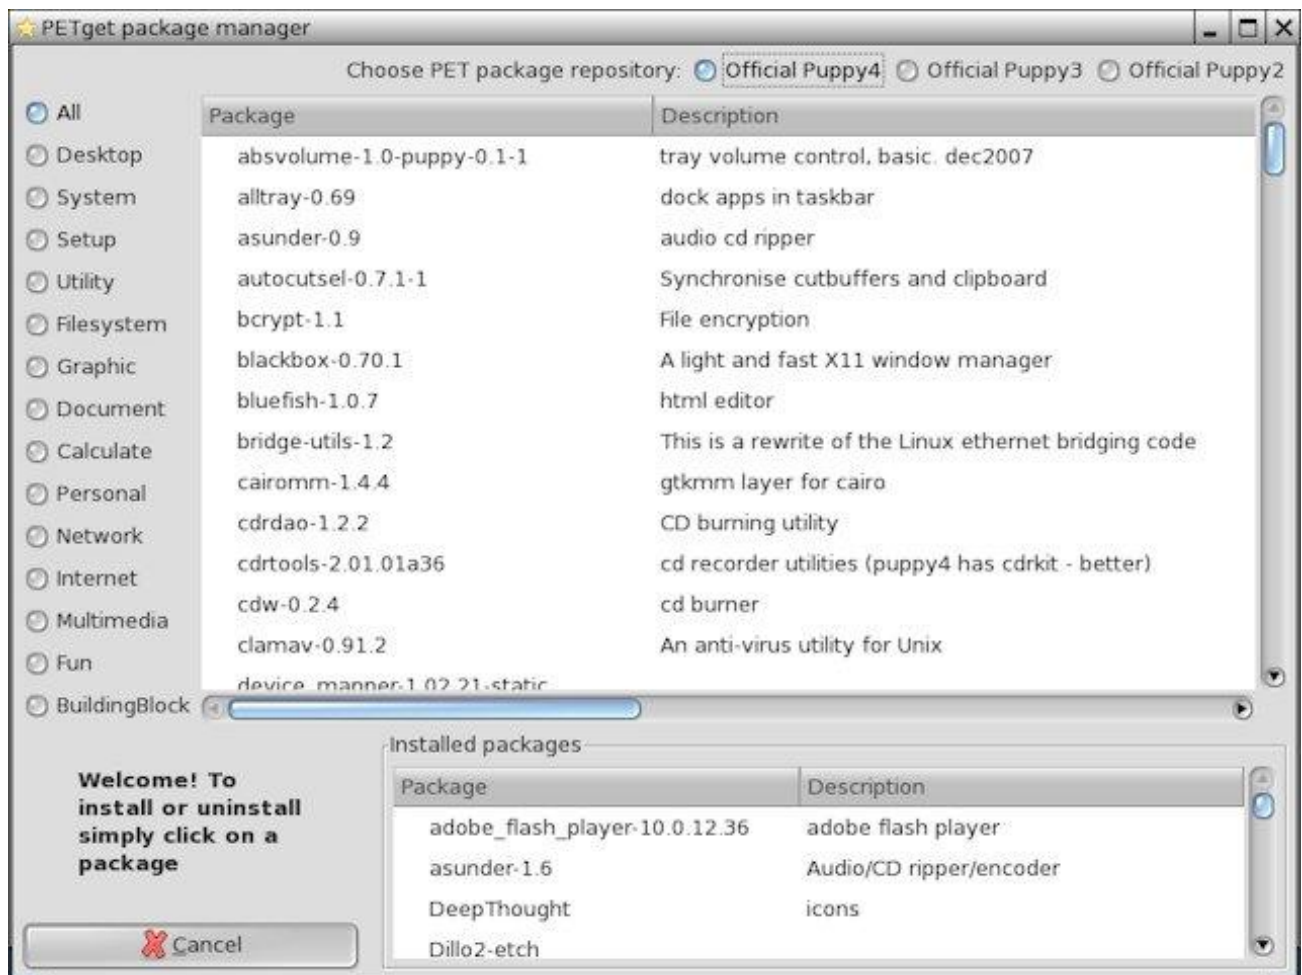 PETget package manager
Choose PET package repository: Official Puppy4 Official Puppy3 Official Puppy2
All
Desktop
System
Setup
Utility
Filesystem
Graphic
Document
Calculate
Personal
Network
Internet
Multimedia
Fun
BuildingBlock
Package Description
absvolume-1.0-puppy-0.1-1 tray volume control, basic. dec2007
alltray-0.69 dock apps in taskbar
asunder-0.9 audio cd ripper
autocutsel-0.7.1-1 Synchronise cutbuffers and clipboard
bcrypt-1.1 File encryption
blackbox-0.70.1 A light and fast X11 window manager
bluefish-1.0.7 html editor
bridge-utils-1.2 This is a rewrite of the Linux ethernet bridging code
cairomm-1.4.4 gtkmm layer for cairo
cdrdao-1.2.2 CD burning utility
cdrtools-2.01.01a36 cd recorder utilities (puppy4 has cdrkit - better)
cdw-0.2.4 cd burner
clamav-0.91.2 An anti-virus utility for Unix
device_mapper-1.02.21-static
Welcome! To
install or uninstall
simply click on a
package
Cancel
Installed packages
Package Description
adobe_flash_player-10.0.12.36 adobe flash player
asunder-1.6 Audio/CD ripper/encoder
DeepThought icons
Dillo2-etch